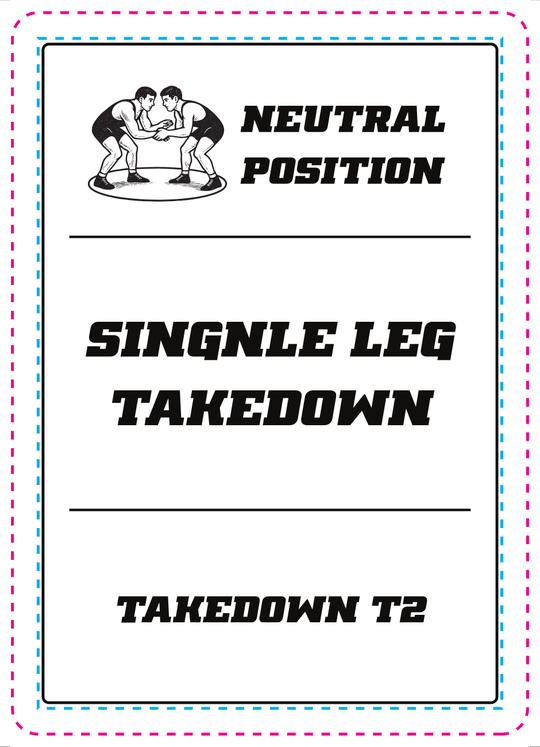 NEUTRAL
POSITION
SINGNLE LEG
TAKEDOWN
TAKEDOWN T2